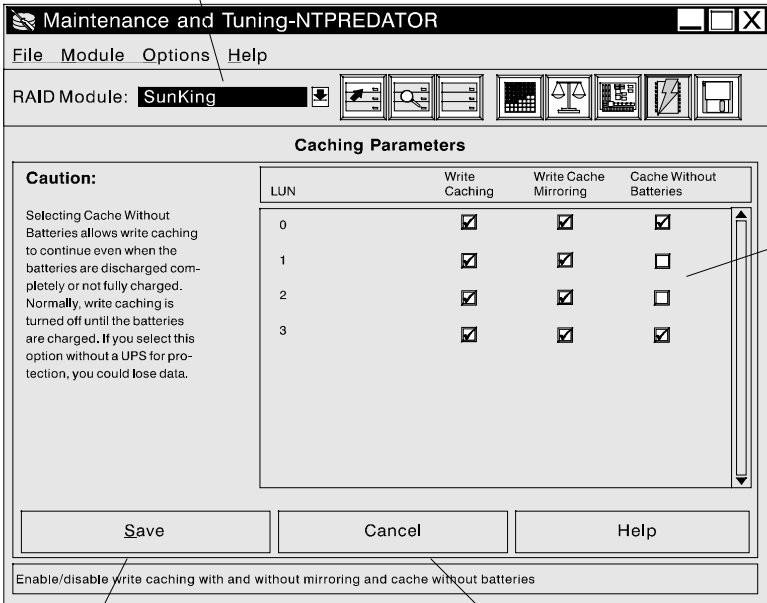 Maintenance and Tuning-NTPREDATOR
File Module Options Help
RAID Module: SunKing
Caching Parameters
Caution:
Selecting Cache Without
Batteries allows write caching
to continue even when the
batteries are discharged com-
pletely or not fully charged.
Normally, write caching is
turned off until the batteries
are charged. If you select this
option without a UPS for pro-
tection, you could lose data.
LUN Write Caching Write Cache Mirroring Cache Without Batteries
0
1
2
3
Save Cancel Help
Enable/disable write caching with and without mirroring and cache without batteries